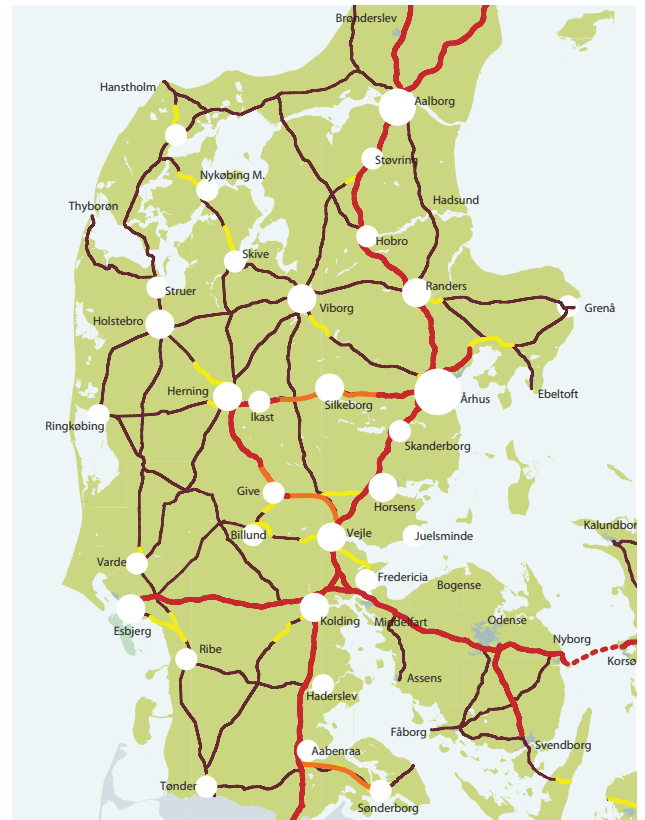 Brønderslev
Hanstholm
Aalborg
Støvring
Nykøbing M.
Thyborøn
Hadsund
Hobro
Skive
Struer
Randers
Viborg
Grenå
Holstebro
Herning
Ikast
Silkeborg
Århus
Ebeltoft
Ringkøbing
Skanderborg
Give
Horsens
Billund
Vejle
Juelsminde
Kalundbor
Varde
Fredericia
Bogense
Esbjerg
Kolding
Middelfart
Odense
Nyborg
Ribe
Korsø
Haderslev
Assens
Fåborg
Aabenraa
Svendborg
Tønder
Sønderborg